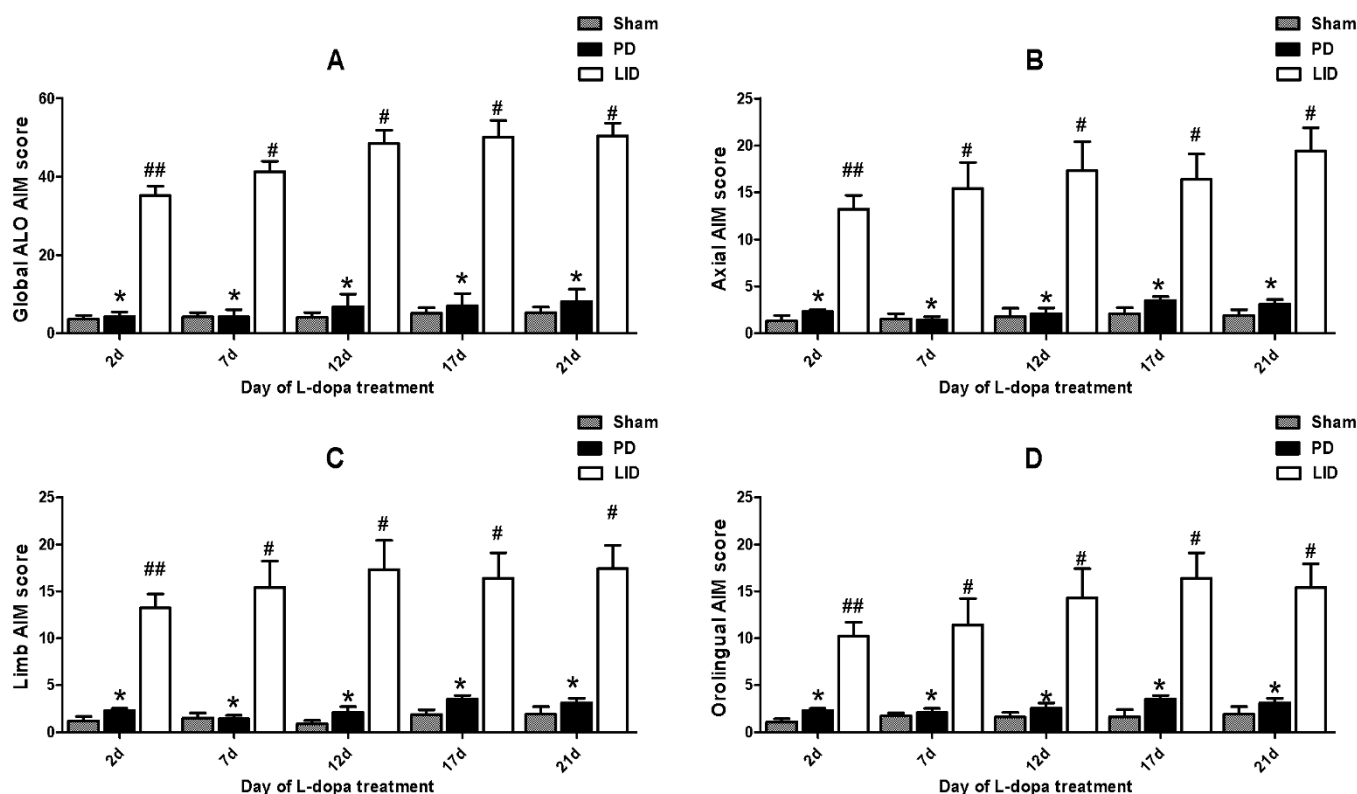 A
Sham
PD
LID
Global ALO AIM score
60
40
20
0
## # # # #
* * * * *
2d 7d 12d 17d 21d
Day of L-dopa treatment
B
Sham
PD
LID
Axial AIM score
25
20
15
10
5
0
## # # # #
* * * * *
2d 7d 12d 17d 21d
Day of L-dopa treatment
C
Sham
PD
LID
Limb AIM score
25
20
15
10
5
0
## # # # #
* * * * *
2d 7d 12d 17d 21d
Day of L-dopa treatment
D
Sham
PD
LID
Orolingual AIM score
25
20
15
10
5
0
## # # # #
* * * * *
2d 7d 12d 17d 21d
Day of L-dopa treatment